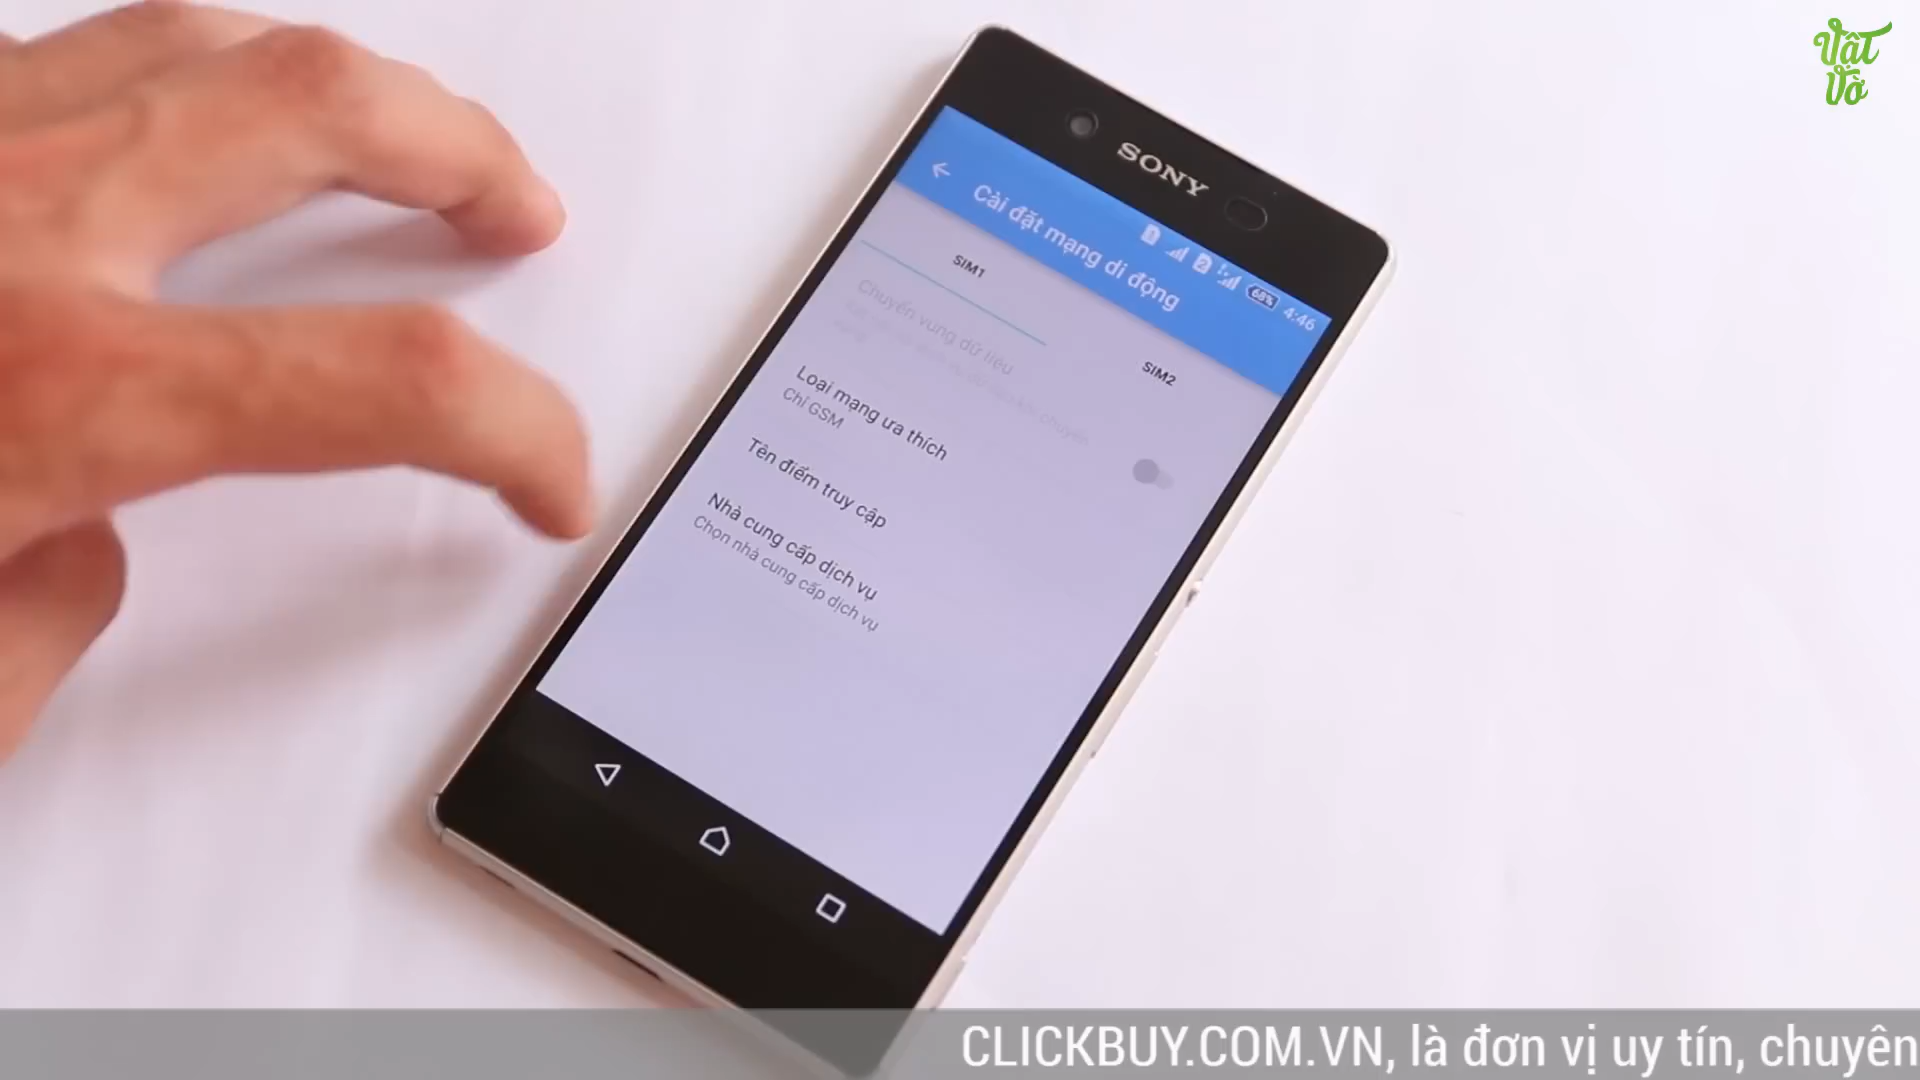 Vật
Vờ
SONY
68% 4:46
Cài đặt mạng di động
SIM1
SIM2
Chuyển vùng dữ liệu
Loại mạng ưa thích
Chỉ GSM
Tên điểm truy cập
Nhà cung cấp dịch vụ
Chọn nhà cung cấp dịch vụ
CLICKBUY.COM.VN, là đơn vị uy tín, chuyên